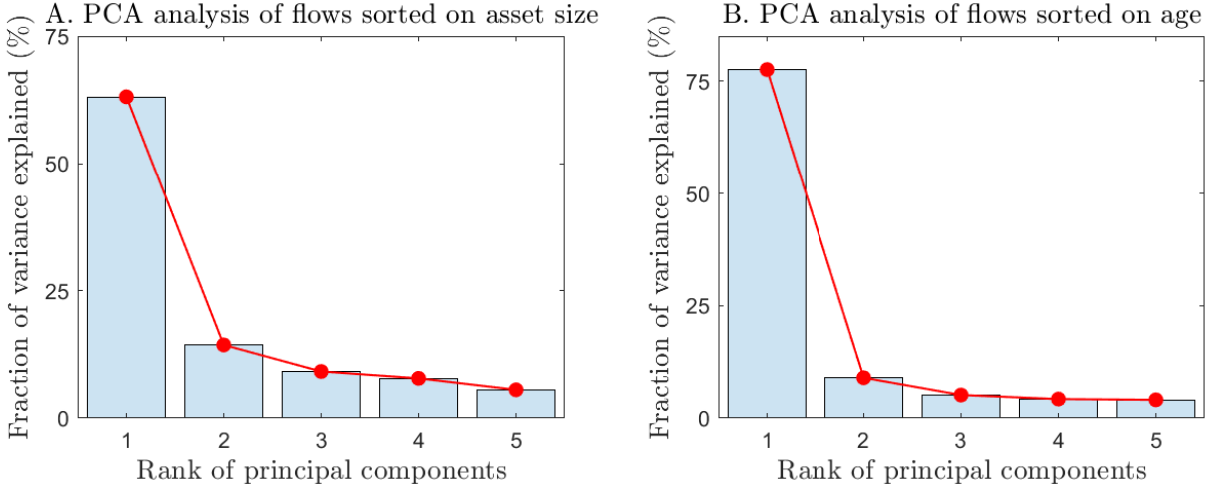 A. PCA analysis of flows sorted on asset size
Fraction of variance explained (%)
75
50
25
0
1 2 3 4 5
Rank of principal components
B. PCA analysis of flows sorted on age
Fraction of variance explained (%)
75
50
25
0
1 2 3 4 5
Rank of principal components